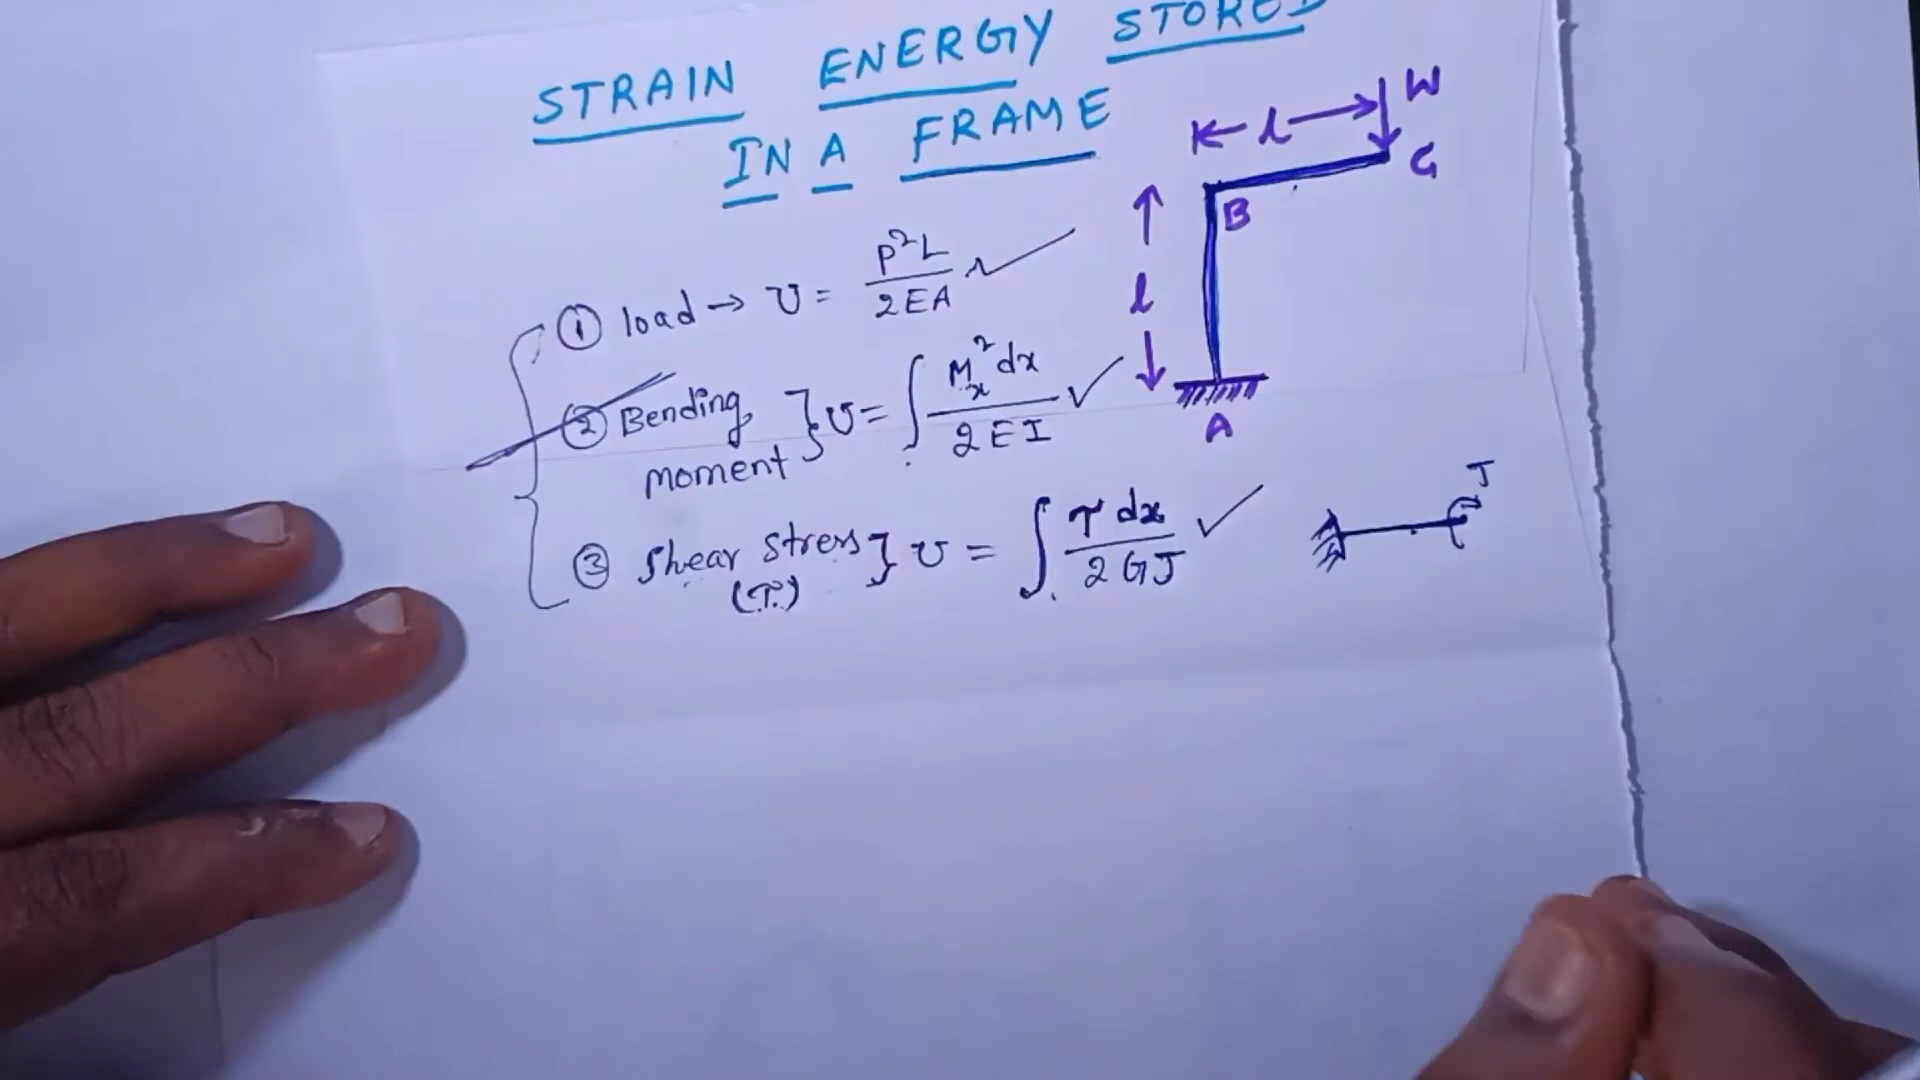 STRAIN ENERGY STORED
IN A FRAME
① load → U = P²L / 2EA
② Bending moment } U = ∫ Mₓ² dx / 2EI
③ Shear stress (τ) } U = ∫ τ dx / 2GJ
l
W
G
B
l
A
J